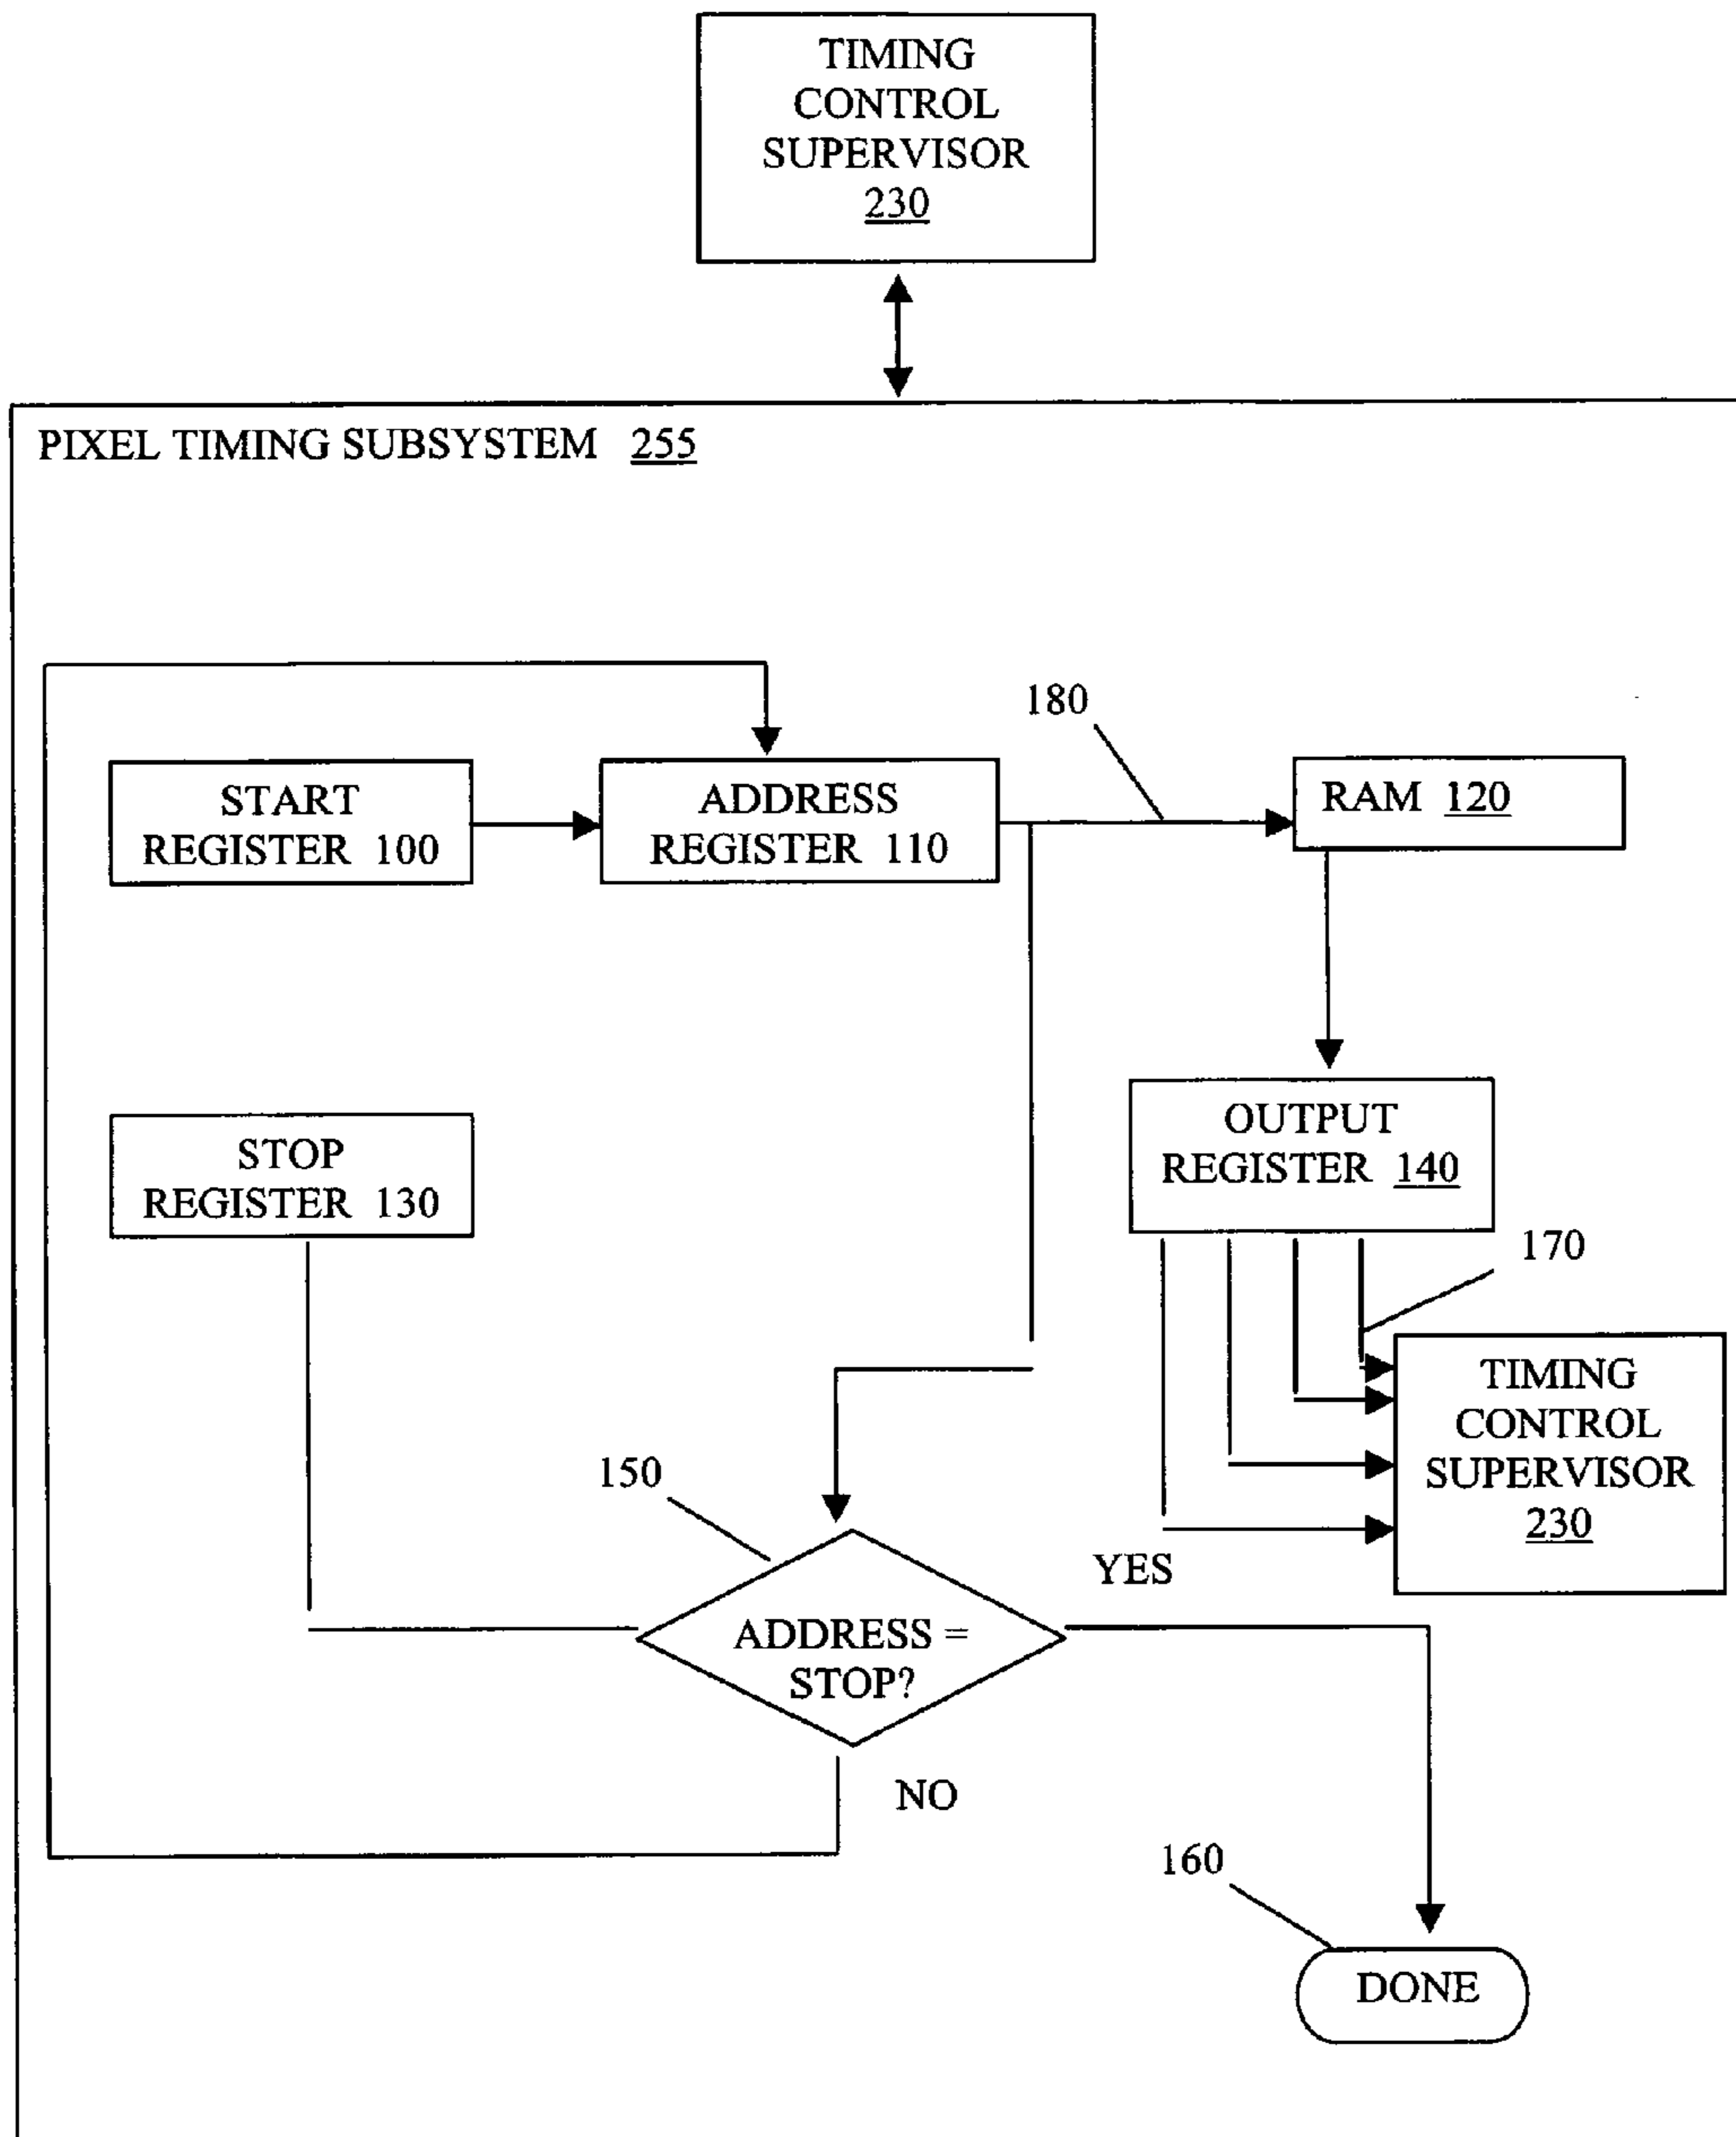 TIMING
CONTROL
SUPERVISOR
230
PIXEL TIMING SUBSYSTEM 255
180
START
REGISTER 100
ADDRESS
REGISTER 110
RAM 120
STOP
REGISTER 130
OUTPUT
REGISTER 140
170
TIMING
CONTROL
SUPERVISOR
230
150
YES
ADDRESS =
STOP?
NO
160
DONE